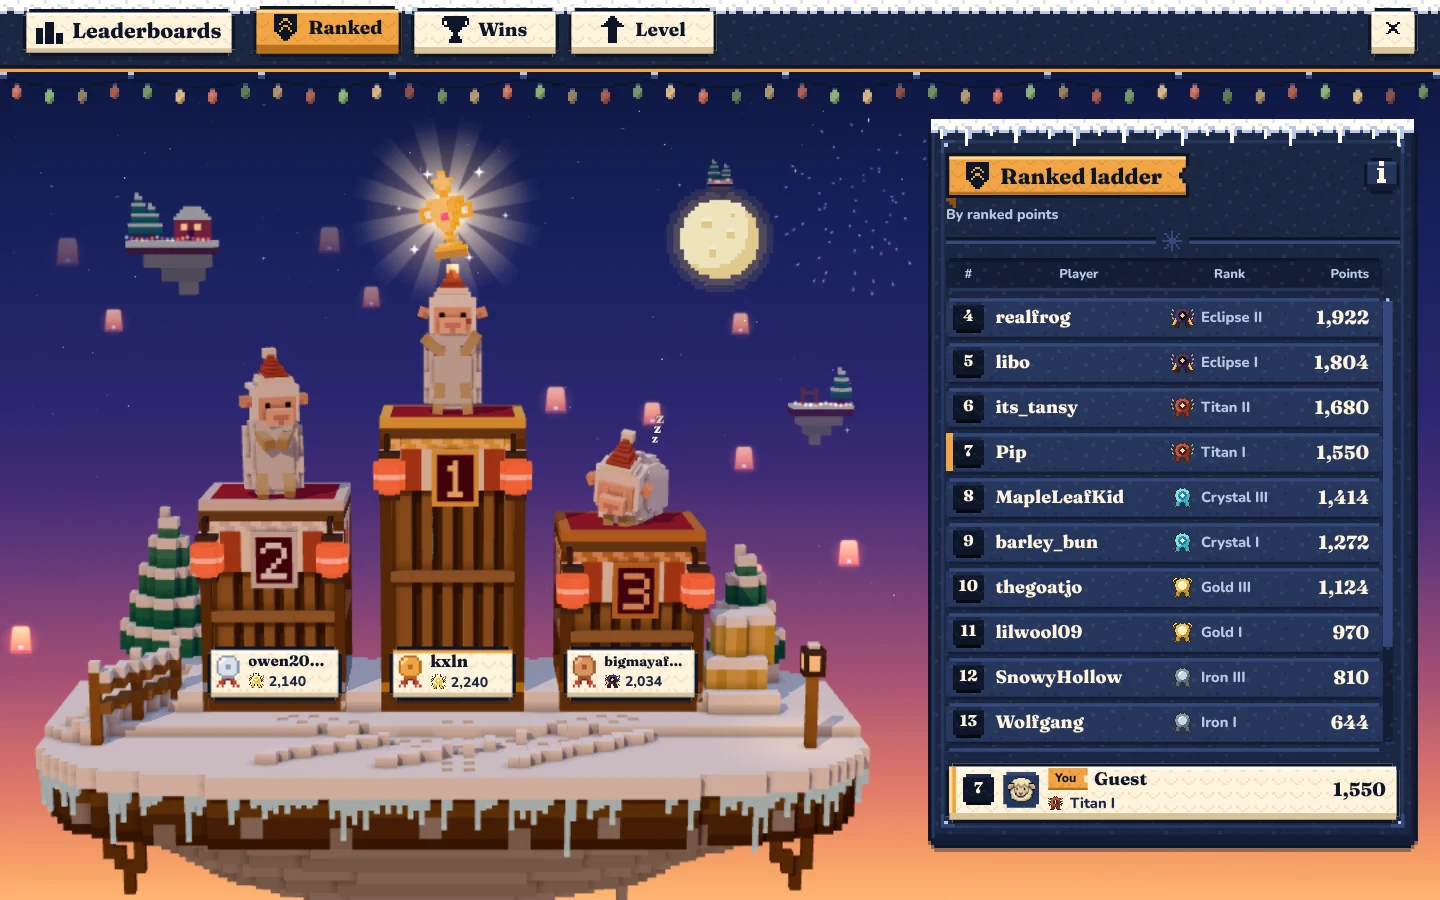 Leaderboards
Ranked
Wins
Level
×
Ranked ladder
i
By ranked points
# Player Rank Points
4 realfrog Eclipse II 1,922
5 libo Eclipse I 1,804
6 its_tansy Titan II 1,680
7 Pip Titan I 1,550
8 MapleLeafKid Crystal III 1,414
9 barley_bun Crystal I 1,272
10 thegoatjo Gold III 1,124
11 lilwool09 Gold I 970
12 SnowyHollow Iron III 810
13 Wolfgang Iron I 644
7 You Guest 1,550
Titan I
z
z
z
1
2
3
owen20...
2,140
kxln
2,240
bigmayaf...
2,034